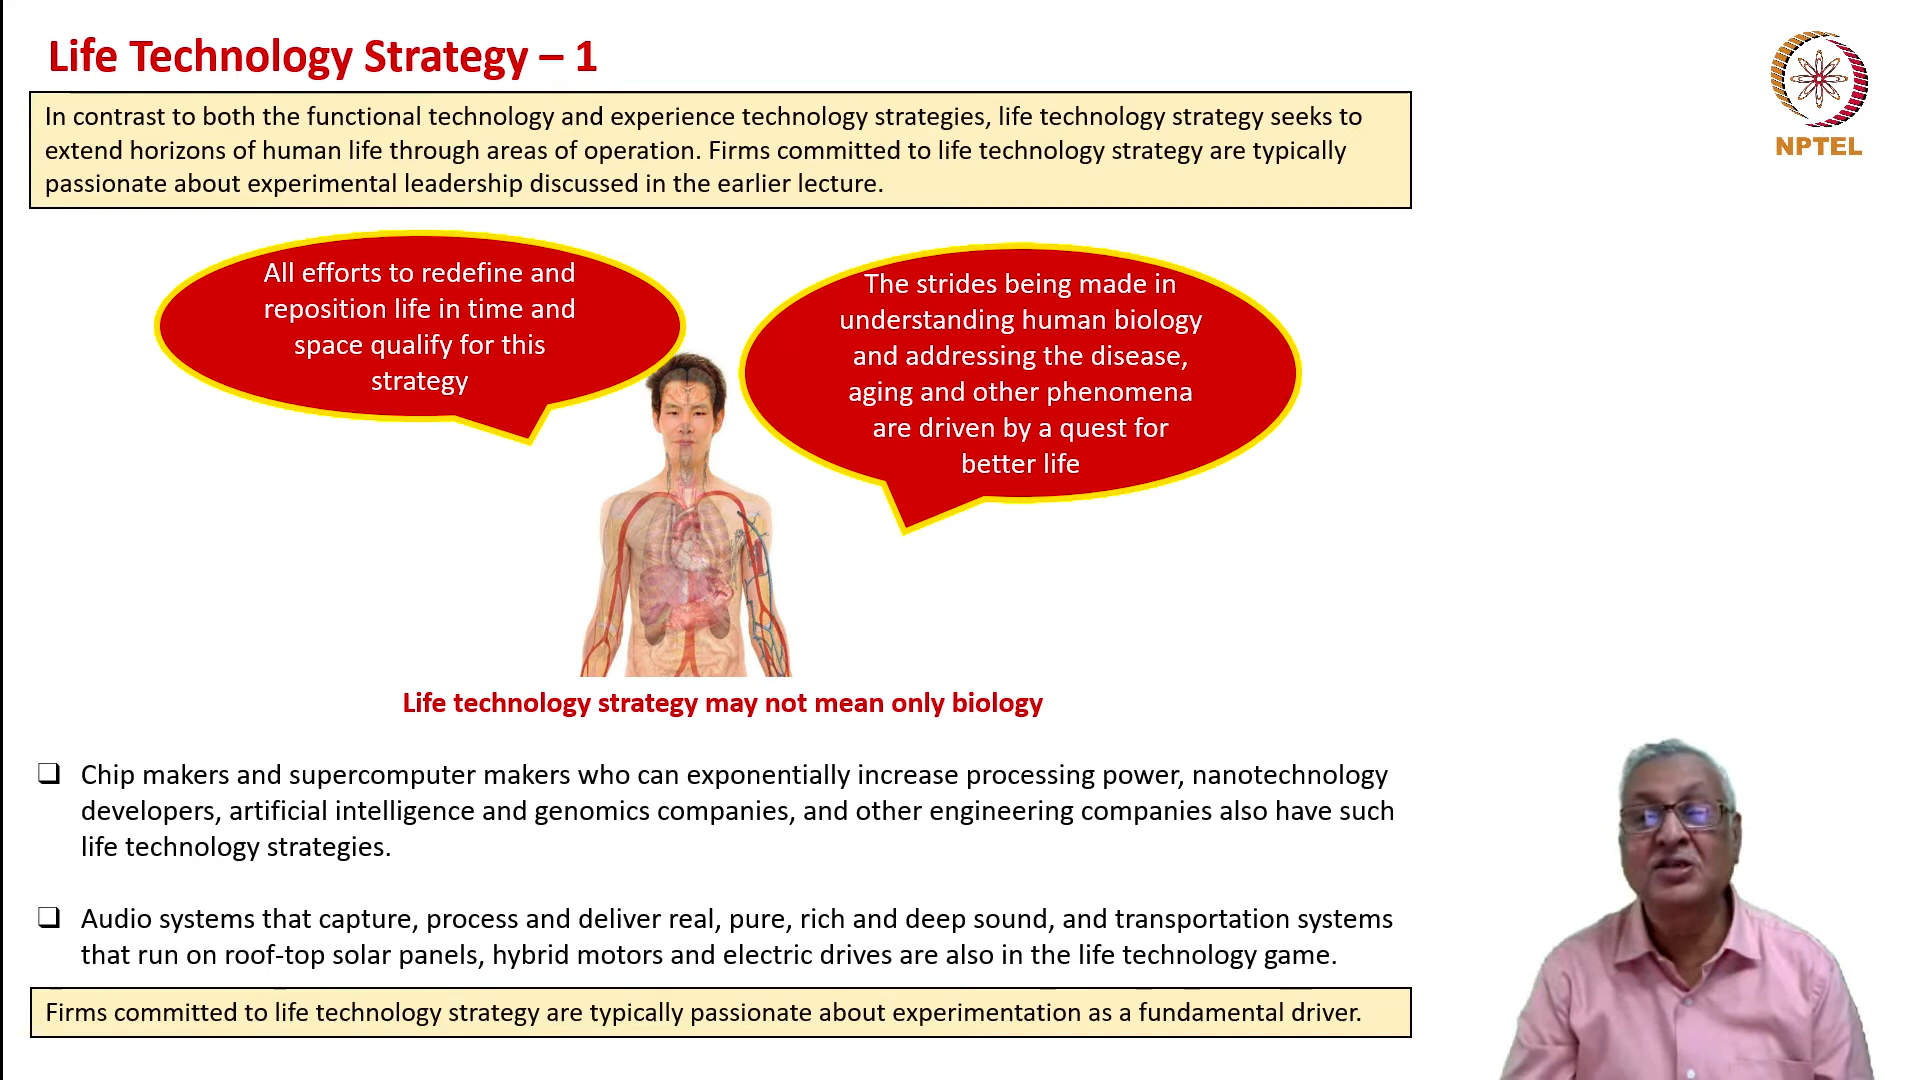 Life Technology Strategy – 1
NPTEL
In contrast to both the functional technology and experience technology strategies, life technology strategy seeks to
extend horizons of human life through areas of operation. Firms committed to life technology strategy are typically
passionate about experimental leadership discussed in the earlier lecture.
All efforts to redefine and
reposition life in time and
space qualify for this
strategy
The strides being made in
understanding human biology
and addressing the disease,
aging and other phenomena
are driven by a quest for
better life
Life technology strategy may not mean only biology
❑ Chip makers and supercomputer makers who can exponentially increase processing power, nanotechnology
developers, artificial intelligence and genomics companies, and other engineering companies also have such
life technology strategies.
❑ Audio systems that capture, process and deliver real, pure, rich and deep sound, and transportation systems
that run on roof-top solar panels, hybrid motors and electric drives are also in the life technology game.
Firms committed to life technology strategy are typically passionate about experimentation as a fundamental driver.